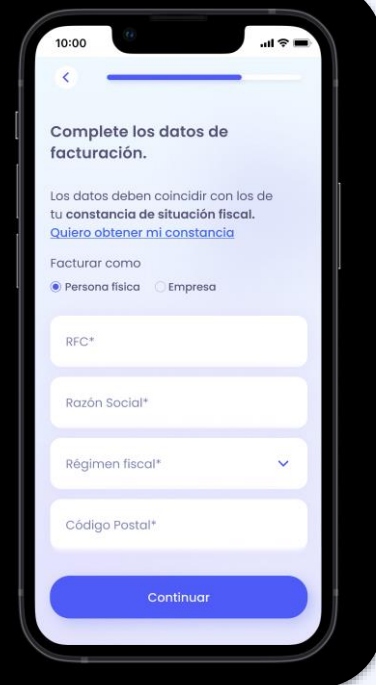 10:00
Complete los datos de
facturación.
Los datos deben coincidir con los de
tu constancia de situación fiscal.
Quiero obtener mi constancia
Facturar como
Persona física Empresa
RFC*
Razón Social*
Régimen fiscal*
Código Postal*
Continuar